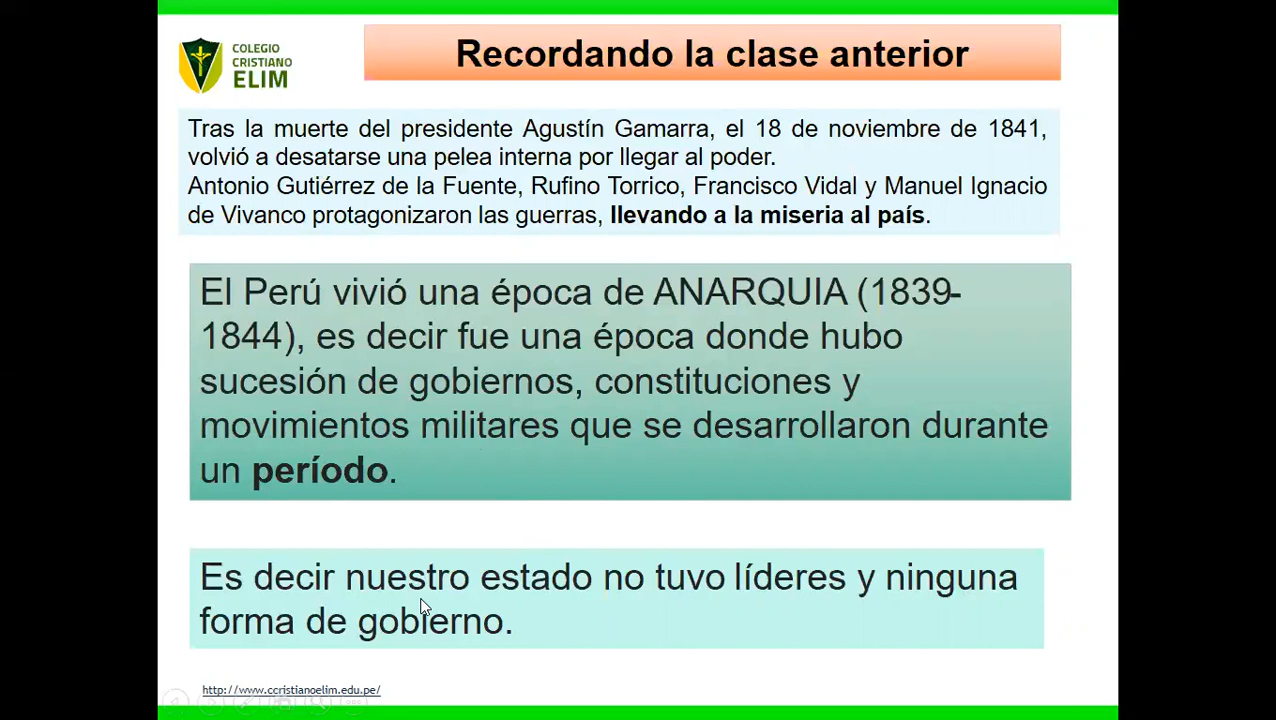 COLEGIO
CRISTIANO
ELIM
Recordando la clase anterior
Tras la muerte del presidente Agustín Gamarra, el 18 de noviembre de 1841,
volvió a desatarse una pelea interna por llegar al poder.
Antonio Gutiérrez de la Fuente, Rufino Torrico, Francisco Vidal y Manuel Ignacio
de Vivanco protagonizaron las guerras, llevando a la miseria al país.
El Perú vivió una época de ANARQUIA (1839-
1844), es decir fue una época donde hubo
sucesión de gobiernos, constituciones y
movimientos militares que se desarrollaron durante
un período.
Es decir nuestro estado no tuvo líderes y ninguna
forma de gobierno.
http://www.ccristianoelim.edu.pe/